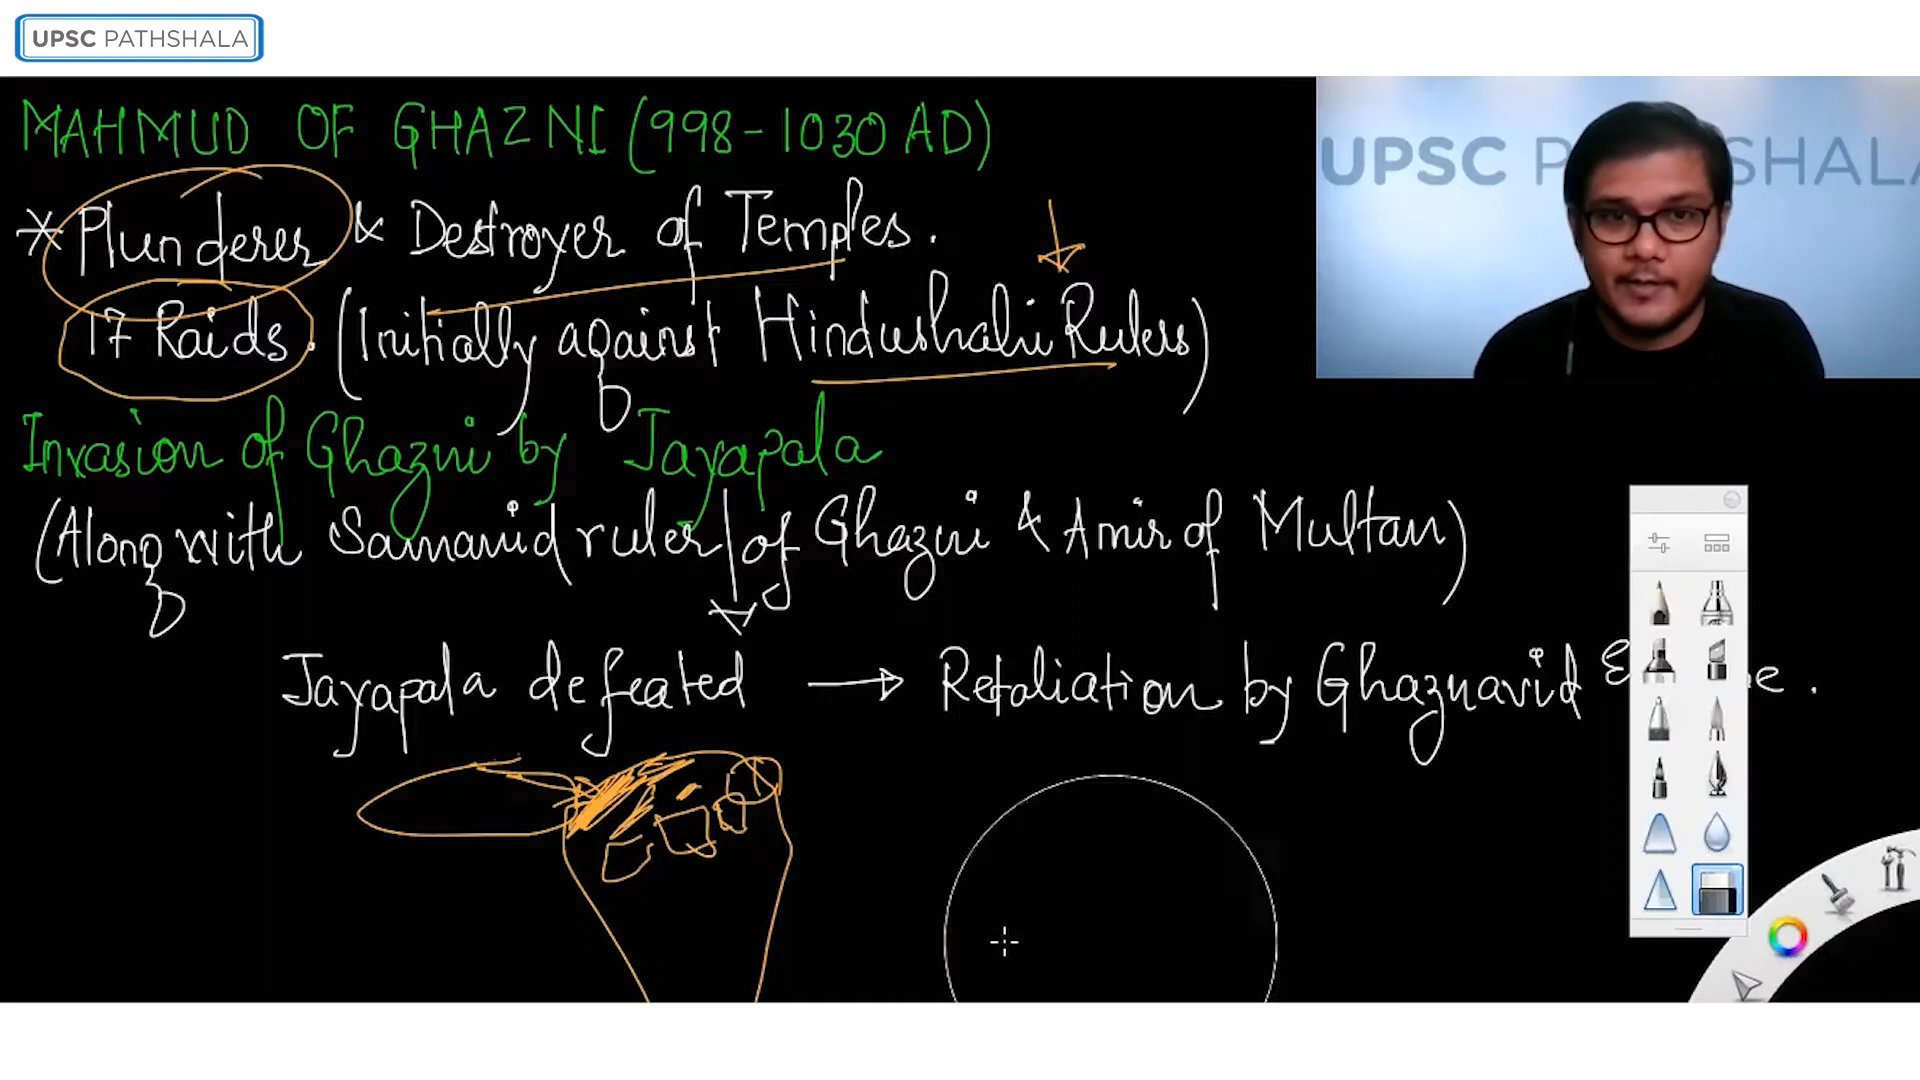 UPSC PATHSHALA
MAHMUD OF GHAZNI (998-1030 AD)
* Plunderer & Destroyer of Temples.
17 Raids. (Initially against Hindushahi Rulers)
Invasion of Ghazni by Jayapala
(Along with Samanid ruler of Ghazni & Amir of Multan)
Jayapala defeated → Retaliation by Ghaznavid
UPSC P SHALA